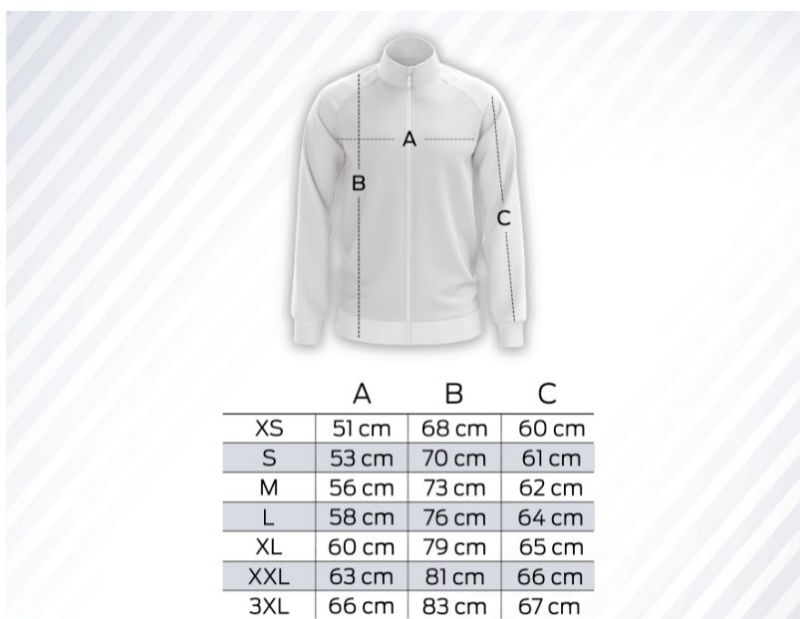 A
B
C
A B C
XS 51 cm 68 cm 60 cm
S 53 cm 70 cm 61 cm
M 56 cm 73 cm 62 cm
L 58 cm 76 cm 64 cm
XL 60 cm 79 cm 65 cm
XXL 63 cm 81 cm 66 cm
3XL 66 cm 83 cm 67 cm